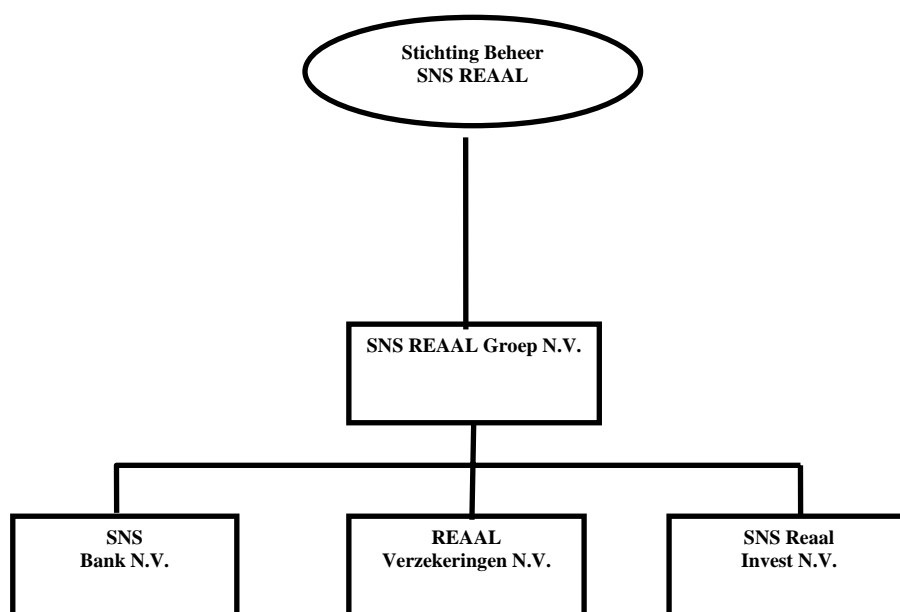 Stichting Beheer
SNS REAAL
SNS REAAL Groep N.V.
SNS
Bank N.V.
REAAL
Verzekeringen N.V.
SNS Reaal
Invest N.V.